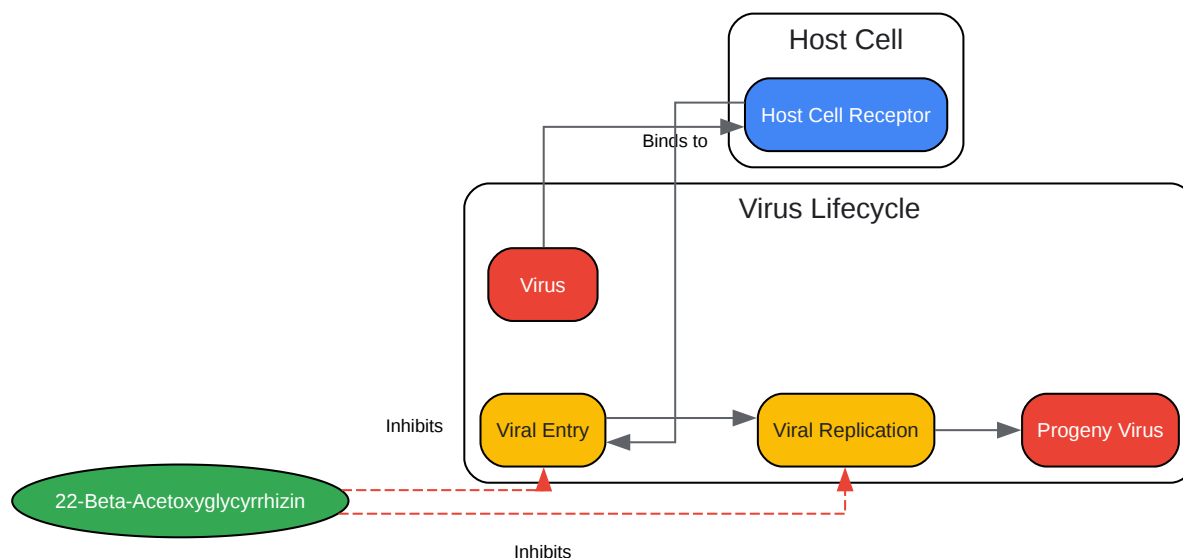 Host Cell
Host Cell Receptor
Binds to
Virus Lifecycle
Virus
Inhibits
Viral Entry
Viral Replication
Progeny Virus
22-Beta-Acetoxyglycyrrhizin
Inhibits